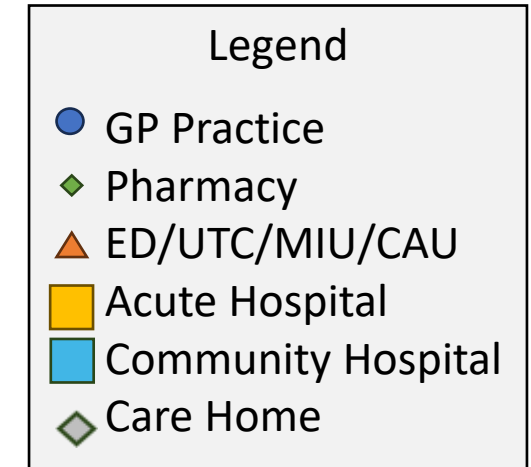 Legend
GP Practice
Pharmacy
ED/UTC/MIU/CAU
Acute Hospital
Community Hospital
Care Home